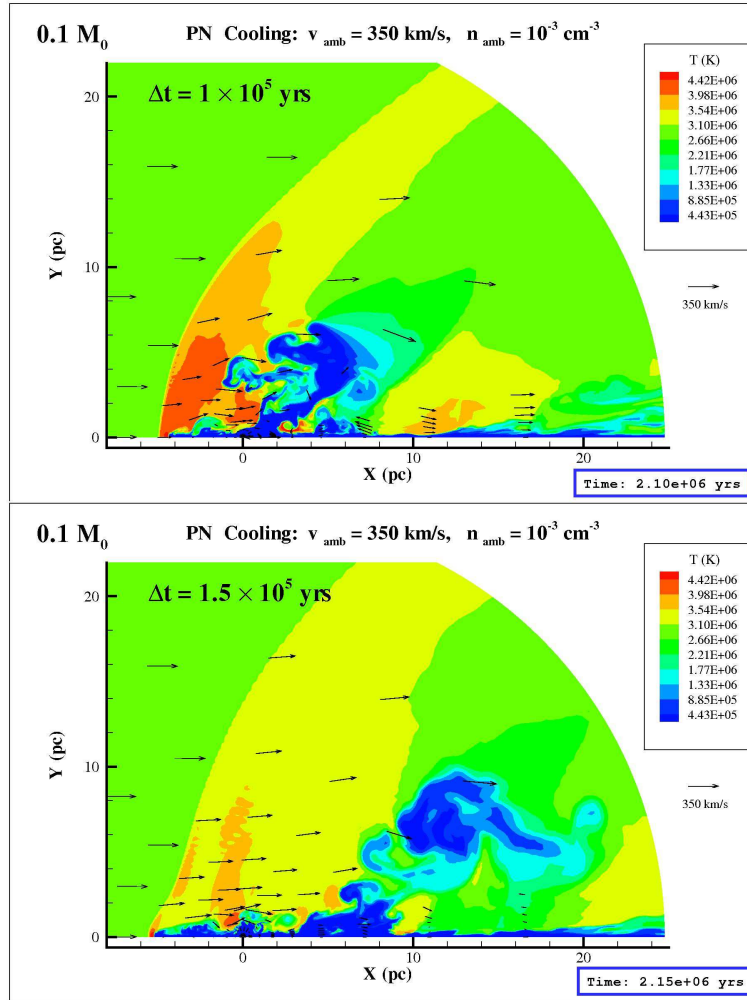 0.1 M₀ PN Cooling: v amb = 350 km/s, n amb = 10⁻³ cm⁻³
Δt = 1 × 10⁵ yrs
T (K)
4.42E+06
3.98E+06
3.54E+06
3.10E+06
2.66E+06
2.21E+06
1.77E+06
1.33E+06
8.85E+05
4.43E+05
350 km/s
Y (pc)
20
10
0
0 10 20
X (pc)
Time: 2.10e+06 yrs
0.1 M₀ PN Cooling: v amb = 350 km/s, n amb = 10⁻³ cm⁻³
Δt = 1.5 × 10⁵ yrs
T (K)
4.42E+06
3.98E+06
3.54E+06
3.10E+06
2.66E+06
2.21E+06
1.77E+06
1.33E+06
8.85E+05
4.43E+05
350 km/s
Y (pc)
20
10
0
0 10 20
X (pc)
Time: 2.15e+06 yrs